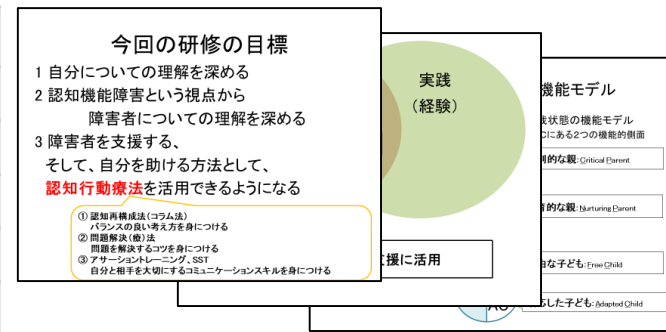 今回の研修の目標
1 自分についての理解を深める
2 認知機能障害という視点から
障害者についての理解を深める
3 障害者を支援する、
そして、自分を助ける方法として、
認知行動療法を活用できるようになる
① 認知再構成法(コラム法)
バランスの良い考え方を身につける
② 問題解決(療)法
問題を解決するコツを身につける
③ アサーショントレーニング、SST
自分と相手を大切にするコミュニケーションスキルを身につける
実践
(経験)
支援に活用
機能モデル
状態の機能モデル
Cにある2つの機能的側面
的な親:Critical Parent
的な親:Nurturing Parent
な子ども:Free Child
した子ども:Adapted Child
AC